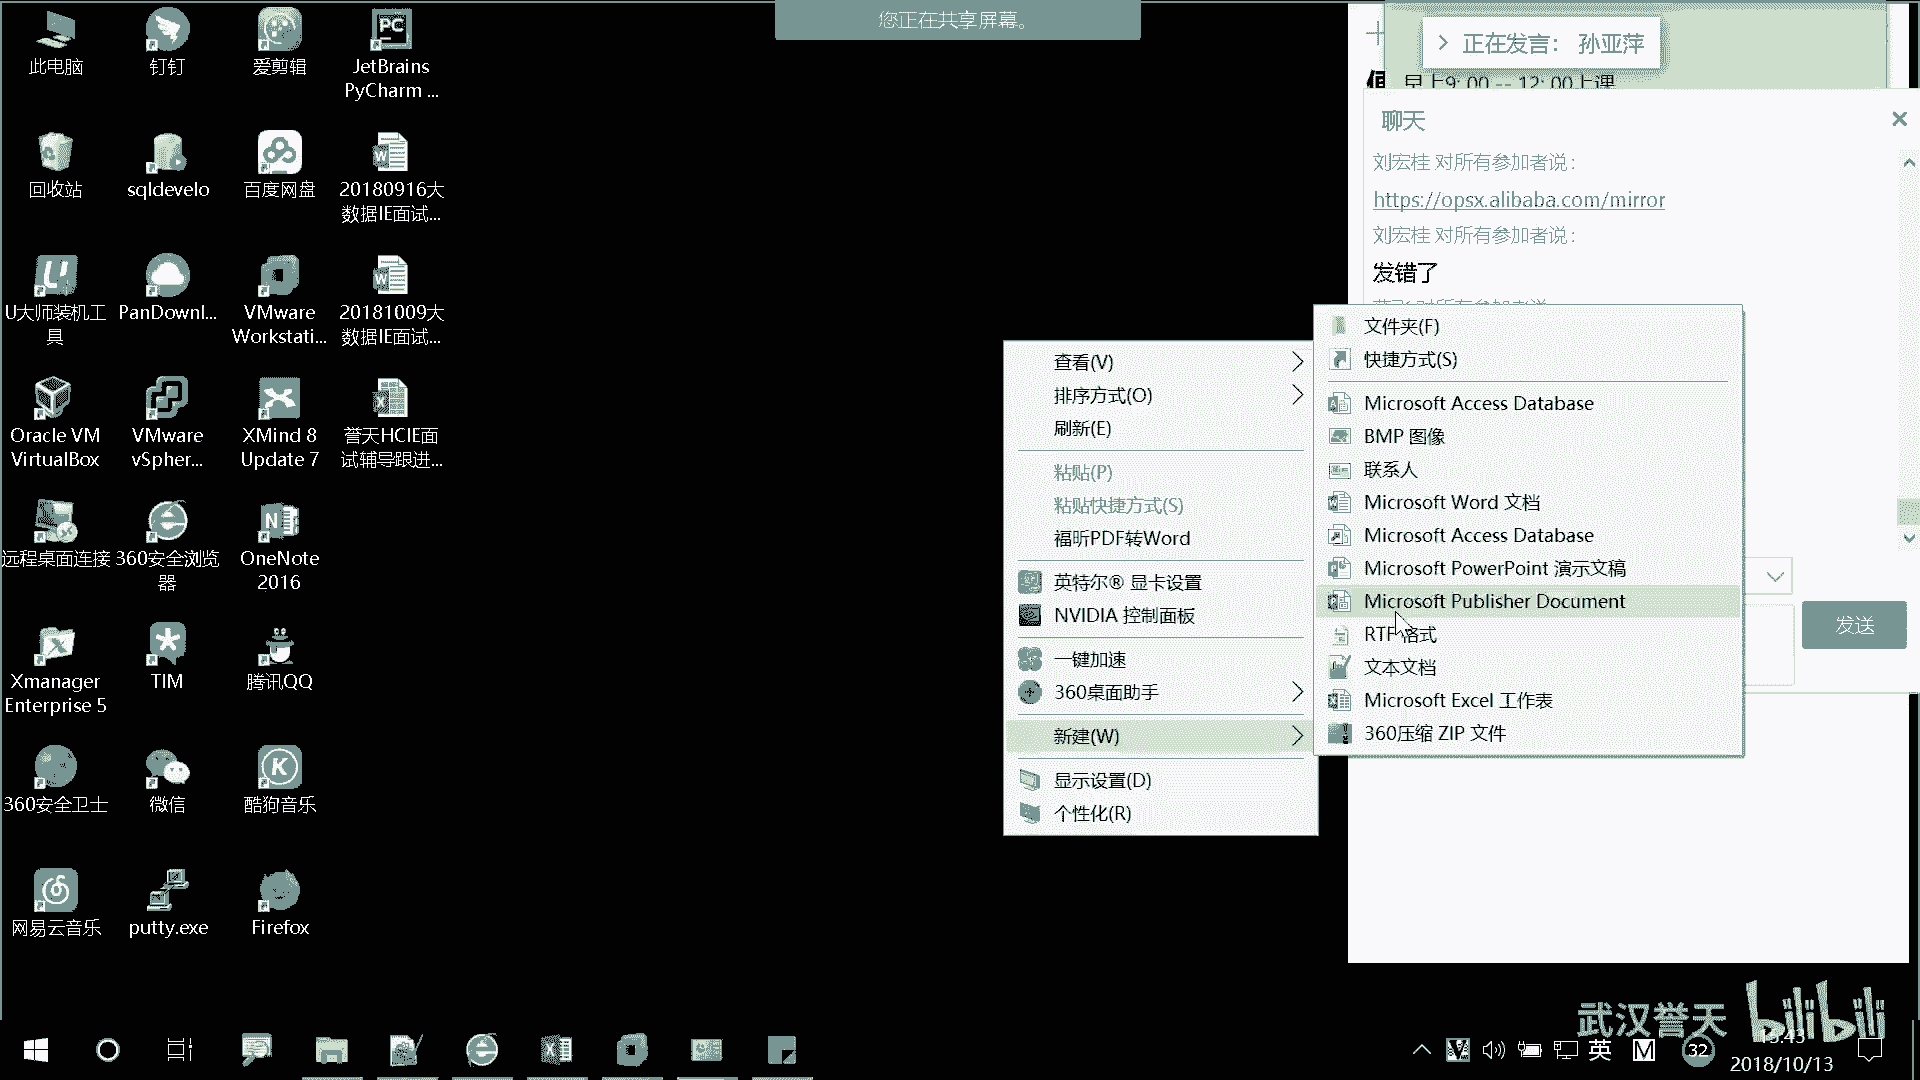 您正在共享屏幕。
此电脑
钉钉
爱剪辑
JetBrains
PyCharm ...
回收站
sqldevelo
百度网盘
20180916大
数据IE面试...
U大师装机工
具
PanDownl...
VMware
Workstati...
20181009大
数据IE面试...
Oracle VM
VirtualBox
VMware
vSpher...
XMind 8
Update 7
誉天HCIE面
试辅导跟进...
远程桌面连接
360安全浏览
器
OneNote
2016
Xmanager
Enterprise 5
TIM
腾讯QQ
360安全卫士
微信
酷狗音乐
网易云音乐
putty.exe
Firefox
查看(V)
排序方式(O)
刷新(E)
粘贴(P)
粘贴快捷方式(S)
福昕PDF转Word
英特尔® 显卡设置
NVIDIA 控制面板
一键加速
360桌面助手
新建(W)
显示设置(D)
个性化(R)
文件夹(F)
快捷方式(S)
Microsoft Access Database
BMP 图像
联系人
Microsoft Word 文档
Microsoft Access Database
Microsoft PowerPoint 演示文稿
Microsoft Publisher Document
RTF 格式
文本文档
Microsoft Excel 工作表
360压缩 ZIP 文件
正在发言： 孙亚萍
早上9: 00 -- 12: 00上课
聊天
刘宏桂 对所有参加者说：
https://opsx.alibaba.com/mirror
刘宏桂 对所有参加者说：
发错了
发送
武汉誉天
bilibili
英
M
32
15:43
2018/10/13